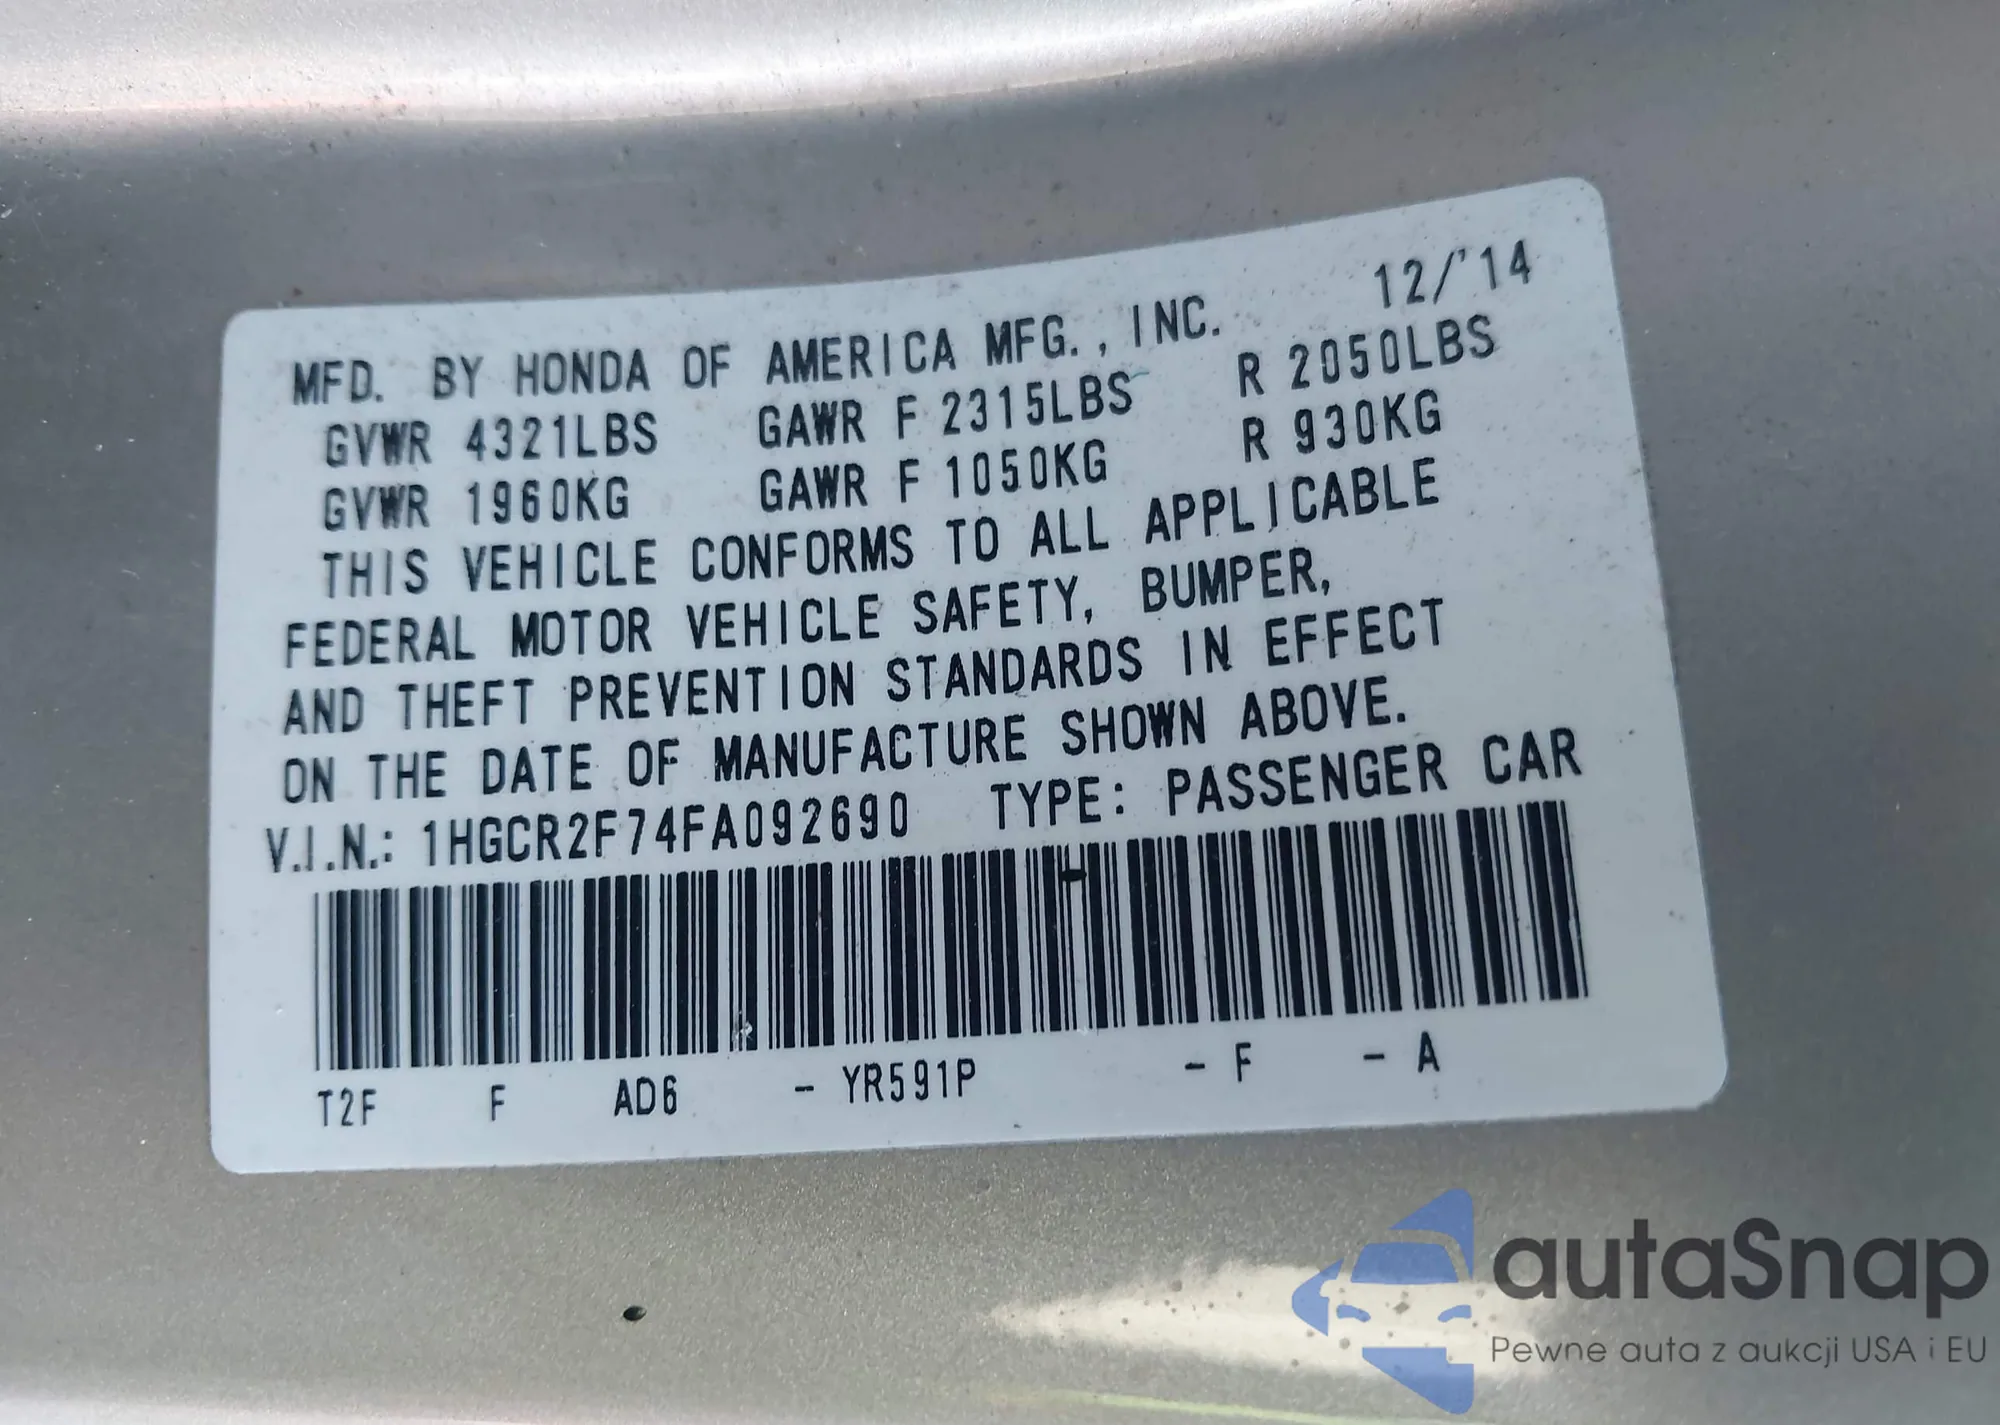 MFD. BY HONDA OF AMERICA MFG., INC. 12/'14
GVWR 4321LBS GAWR F 2315LBS R 2050LBS
GVWR 1960KG GAWR F 1050KG R 930KG
THIS VEHICLE CONFORMS TO ALL APPLICABLE
FEDERAL MOTOR VEHICLE SAFETY, BUMPER,
AND THEFT PREVENTION STANDARDS IN EFFECT
ON THE DATE OF MANUFACTURE SHOWN ABOVE.
V.I.N.: 1HGCR2F74FA092690 TYPE: PASSENGER CAR
T2F F AD6 - YR591P - F - A
autaSnap
Pewne auta z aukcji USA i EU